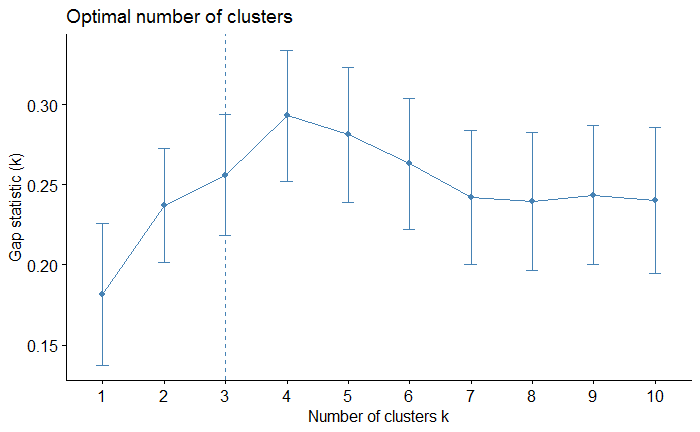 Optimal number of clusters
Gap statistic (k)
0.30
0.25
0.20
0.15
1 2 3 4 5 6 7 8 9 10
Number of clusters k